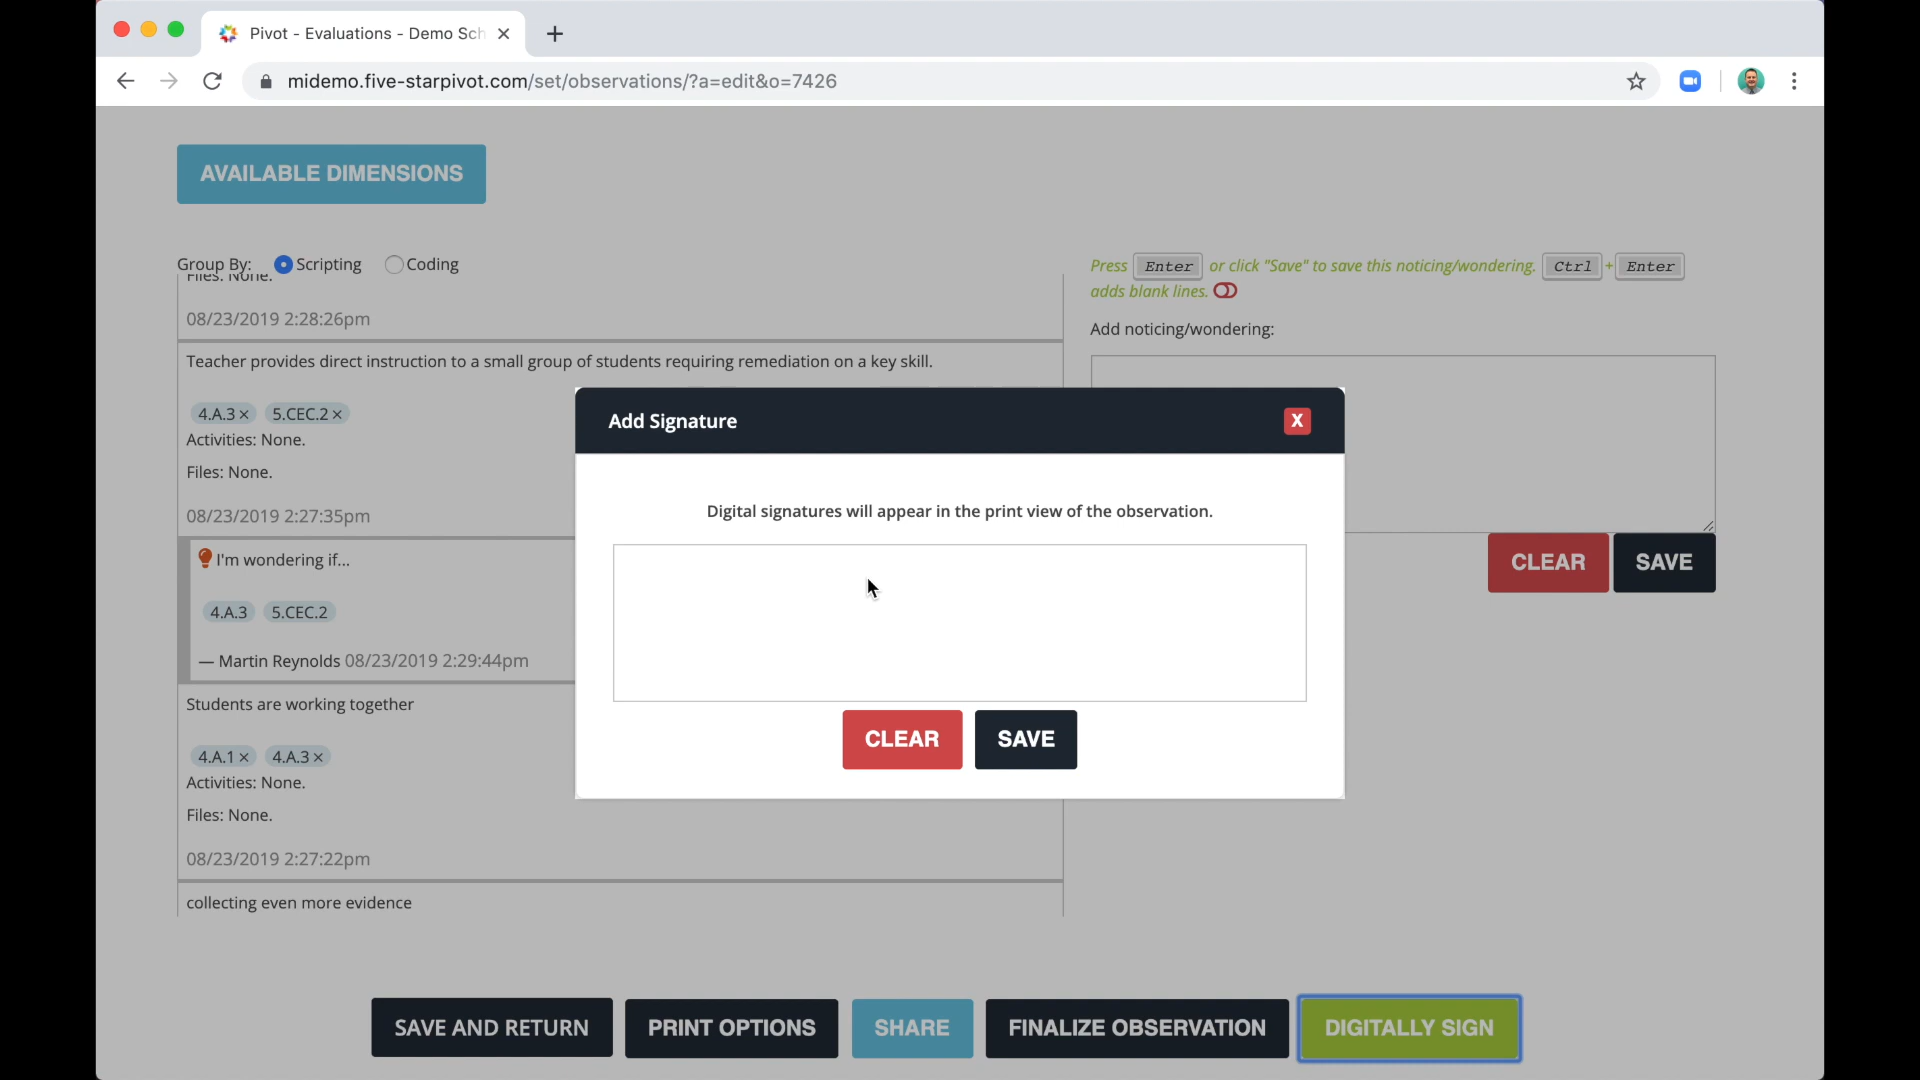 Pivot - Evaluations - Demo Sch
midemo.five-starpivot.com/set/observations/?a=edit&o=7426
AVAILABLE DIMENSIONS
Group By: Scripting Coding
Files: None.
08/23/2019 2:28:26pm
Teacher provides direct instruction to a small group of students requiring remediation on a key skill.
4.A.3 × 5.CEC.2 ×
Activities: None.
Files: None.
08/23/2019 2:27:35pm
I'm wondering if...
4.A.3 5.CEC.2
— Martin Reynolds 08/23/2019 2:29:44pm
Students are working together
4.A.1 × 4.A.3 ×
Activities: None.
Files: None.
08/23/2019 2:27:22pm
collecting even more evidence
Press Enter or click "Save" to save this noticing/wondering. Ctrl + Enter
adds blank lines.
Add noticing/wondering:
CLEAR SAVE
Add Signature X
Digital signatures will appear in the print view of the observation.
CLEAR SAVE
SAVE AND RETURN PRINT OPTIONS SHARE FINALIZE OBSERVATION DIGITALLY SIGN